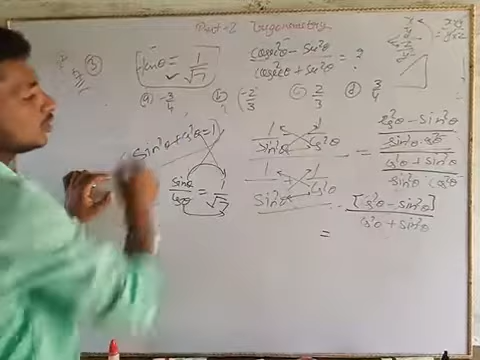 Part-2 Trigonometry
③ tanθ = 1/√7 (cosec²θ - sec²θ)/(cosec²θ + sec²θ) = ?
(a) -3/4 (b) -2/3 (c) 2/3 (d) 3/4
sin²θ + cos²θ = 1
sinθ/cosθ = 1/√7
1/sin²θ 1/cos²θ
1/sin²θ 1/cos²θ
= ((cos²θ - sin²θ)/(sin²θ·cos²θ))/((cos²θ + sin²θ)/(sin²θ cos²θ))
= [cos²θ - sin²θ]/(cos²θ + sin²θ)
=